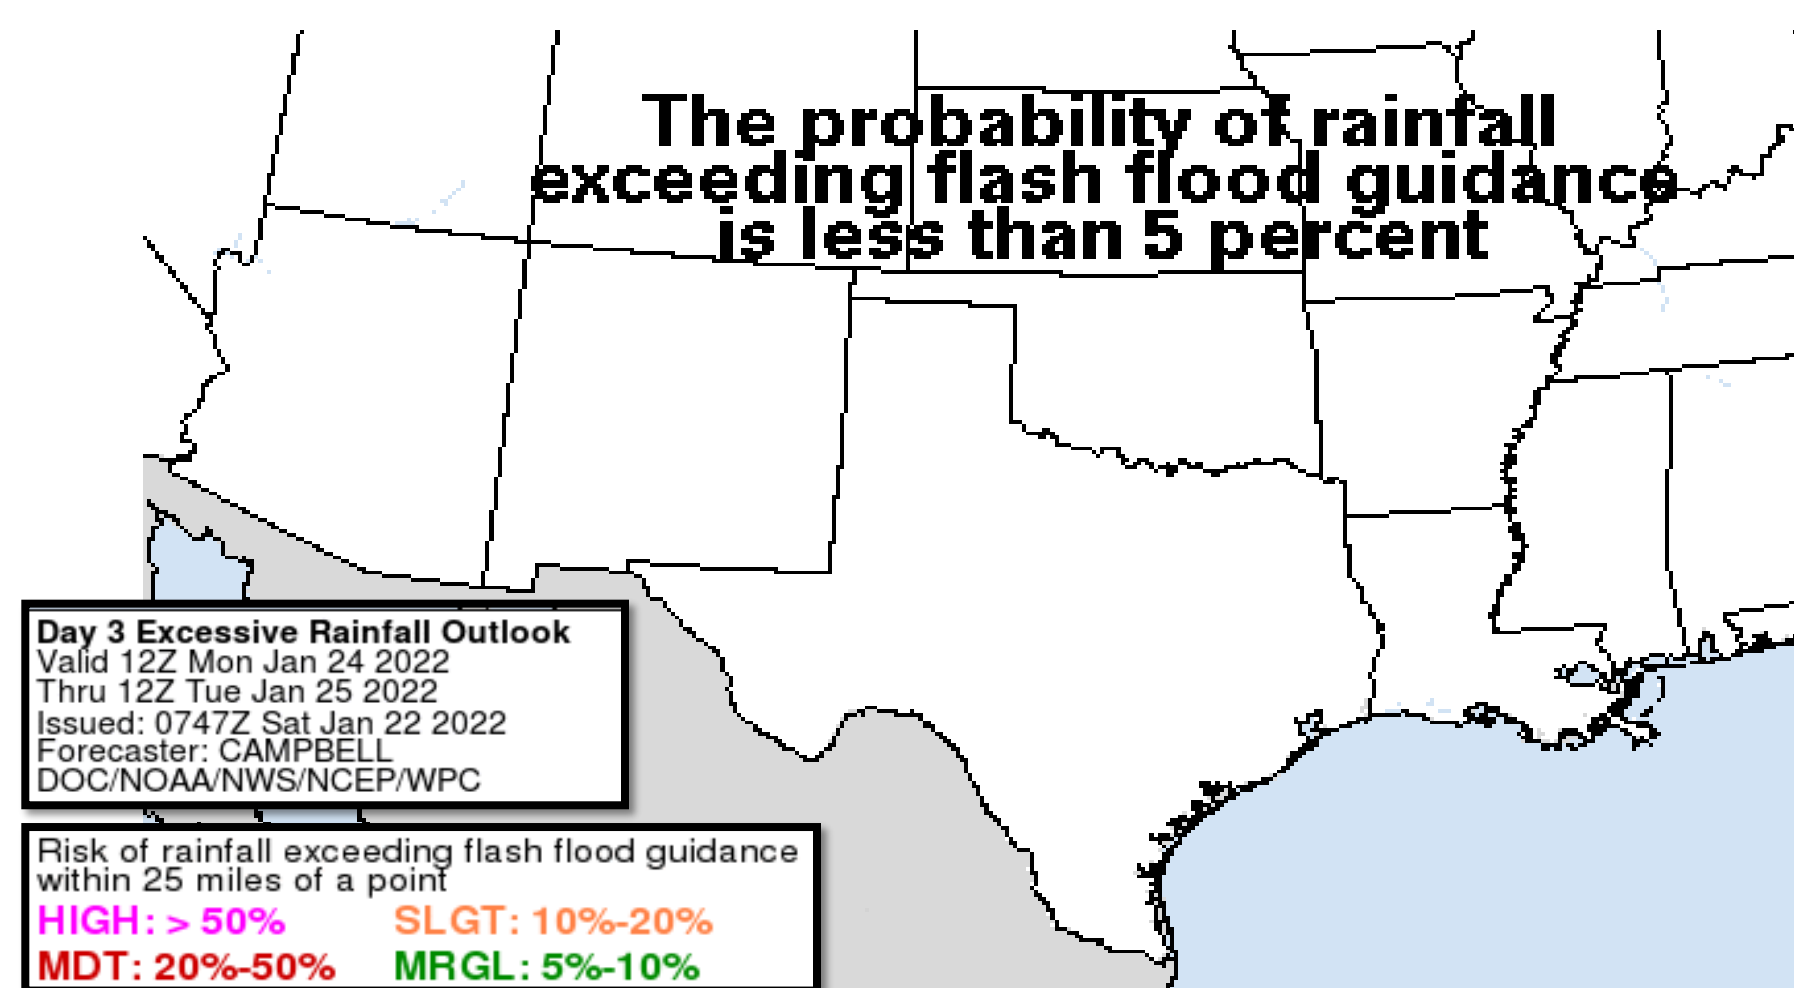 The probability of rainfall
exceeding flash flood guidance
is less than 5 percent
Day 3 Excessive Rainfall Outlook
Valid 12Z Mon Jan 24 2022
Thru 12Z Tue Jan 25 2022
Issued: 0747Z Sat Jan 22 2022
Forecaster: CAMPBELL
DOC/NOAA/NWS/NCEP/WPC
Risk of rainfall exceeding flash flood guidance
within 25 miles of a point
HIGH: > 50% SLGT: 10%-20%
MDT: 20%-50% MRGL: 5%-10%